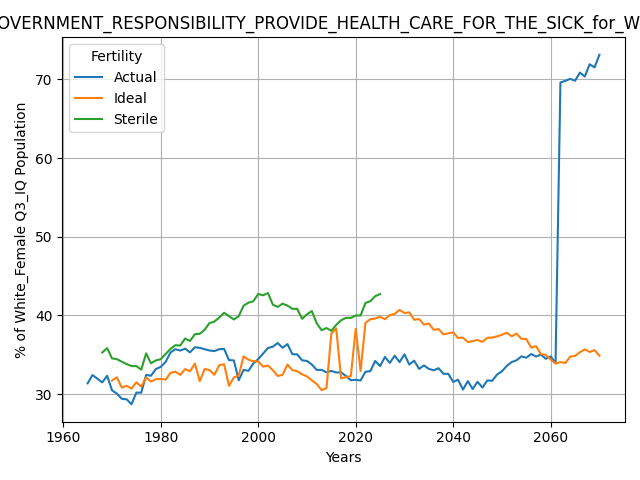 OVERNMENT_RESPONSIBILITY_PROVIDE_HEALTH_CARE_FOR_THE_SICK_for_W
Fertility
Actual
Ideal
Sterile
% of White_Female Q3_IQ Population
70
60
50
40
30
1960 1980 2000 2020 2040 2060
Years